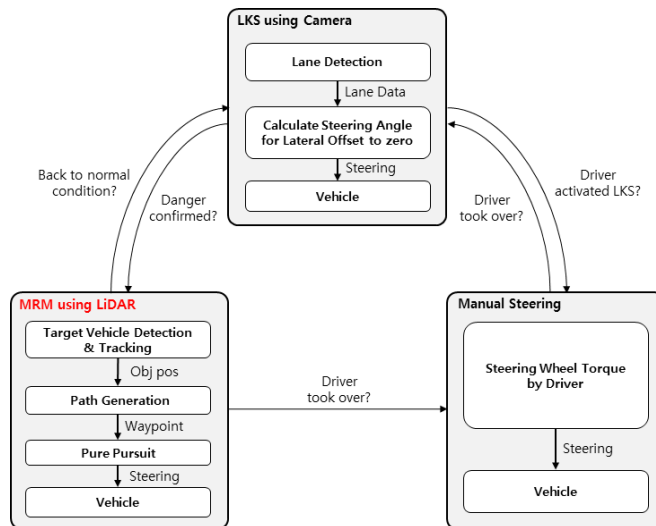 LKS using Camera
Lane Detection
Lane Data
Calculate Steering Angle
for Lateral Offset to zero
Steering
Vehicle
Back to normal
condition?
Danger
confirmed?
Driver
took over?
Driver
activated LKS?
MRM using LiDAR
Target Vehicle Detection
& Tracking
Obj pos
Path Generation
Waypoint
Pure Pursuit
Steering
Vehicle
Driver
took over?
Manual Steering
Steering Wheel Torque
by Driver
Steering
Vehicle